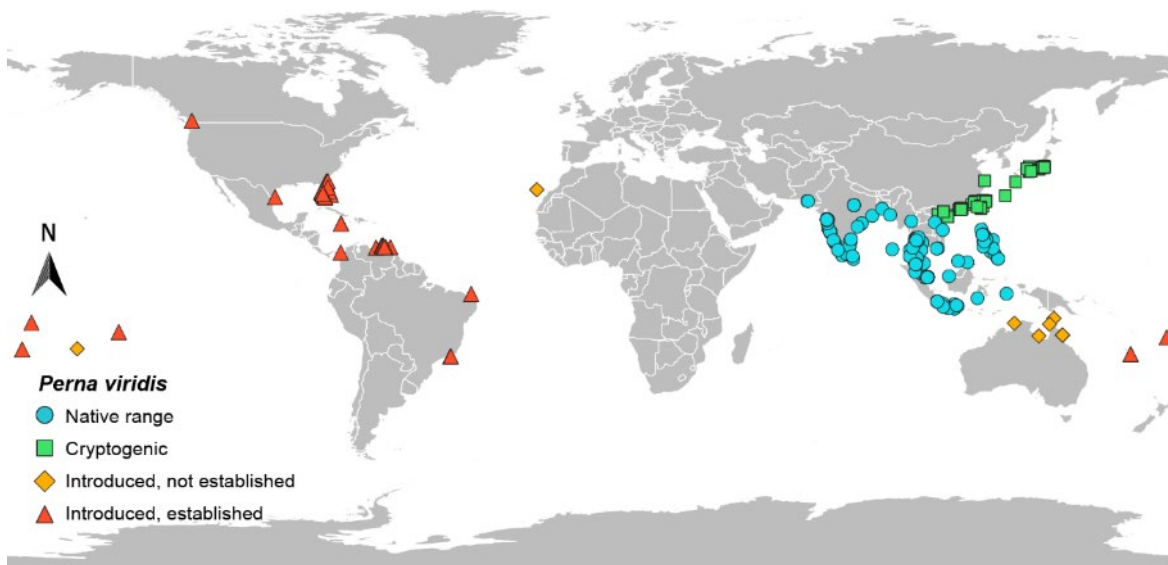 N
Perna viridis
Native range
Cryptogenic
Introduced, not established
Introduced, established